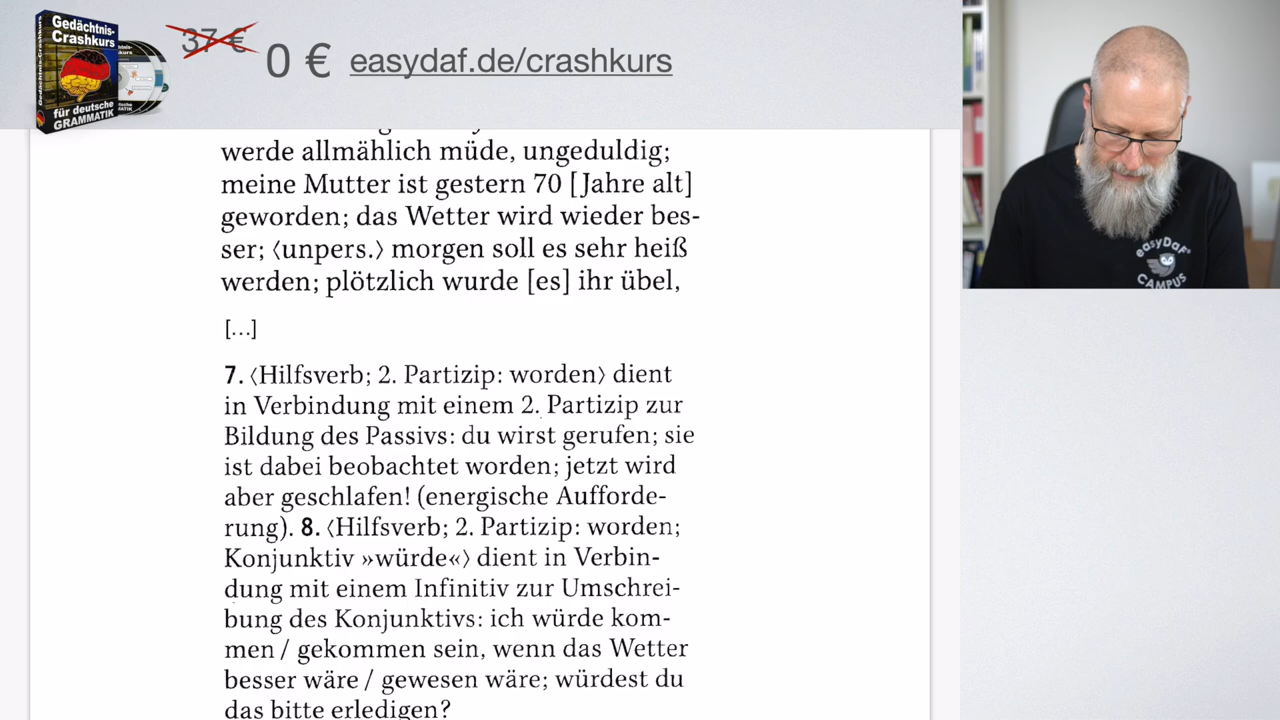 Gedächtnis-
Crashkurs
für deutsche
GRAMMATIK
37 €
0 € easydaf.de/crashkurs
werde allmählich müde, ungeduldig;
meine Mutter ist gestern 70 [Jahre alt]
geworden; das Wetter wird wieder bes-
ser; ⟨unpers.⟩ morgen soll es sehr heiß
werden; plötzlich wurde [es] ihr übel,
[...]
7. ⟨Hilfsverb; 2. Partizip: worden⟩ dient
in Verbindung mit einem 2. Partizip zur
Bildung des Passivs: du wirst gerufen; sie
ist dabei beobachtet worden; jetzt wird
aber geschlafen! (energische Aufforde-
rung). 8. ⟨Hilfsverb; 2. Partizip: worden;
Konjunktiv »würde«⟩ dient in Verbin-
dung mit einem Infinitiv zur Umschrei-
bung des Konjunktivs: ich würde kom-
men / gekommen sein, wenn das Wetter
besser wäre / gewesen wäre; würdest du
das bitte erledigen?
easyDaF®
CAMPUS